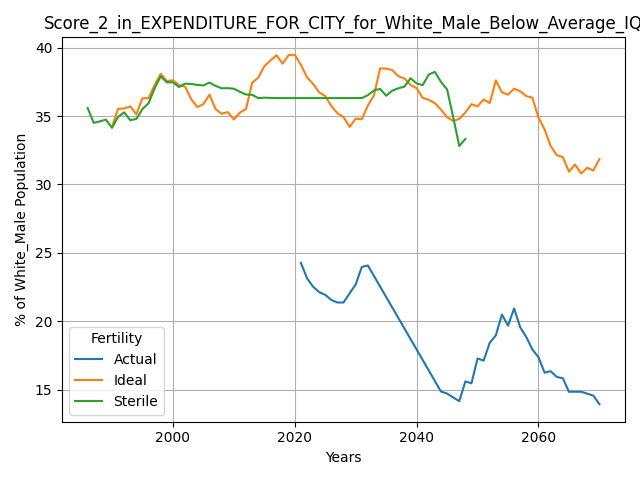 Score_2_in_EXPENDITURE_FOR_CITY_for_White_Male_Below_Average_IQ
% of White_Male Population
40
35
30
25
20
15
Fertility
Actual
Ideal
Sterile
2000
2020
2040
2060
Years